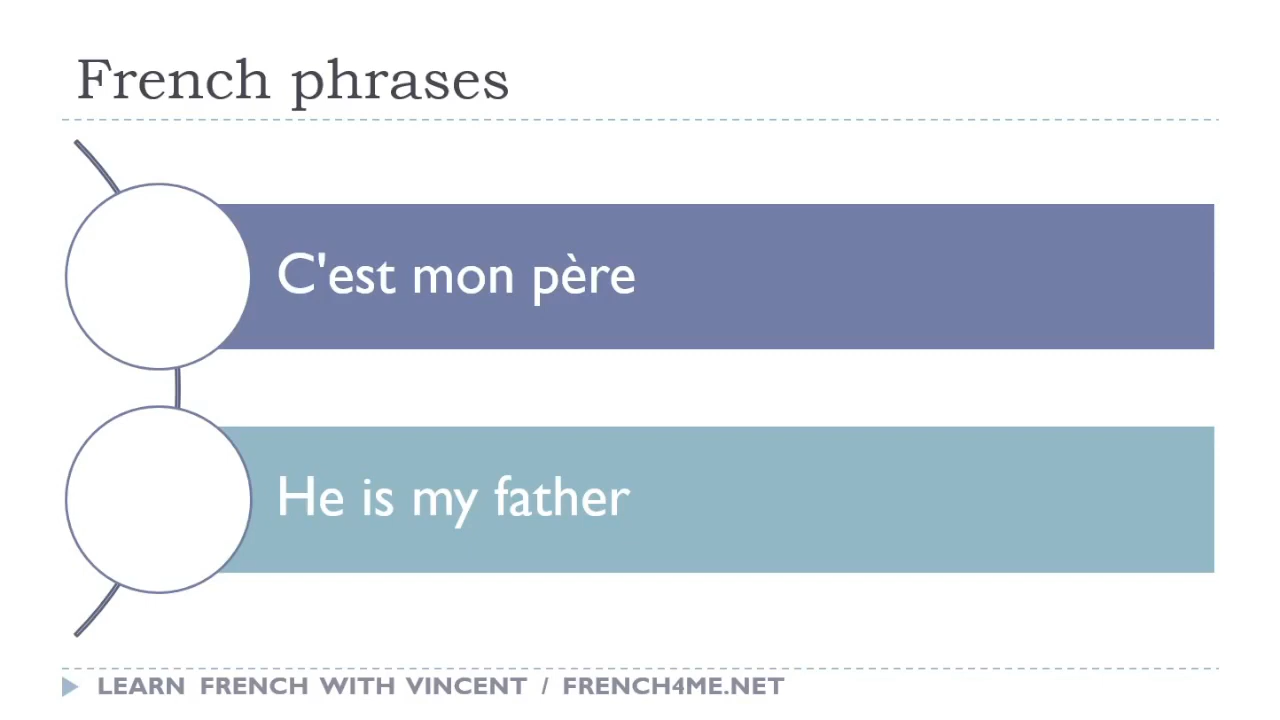 French phrases
C'est mon père
He is my father
LEARN FRENCH WITH VINCENT / FRENCH4ME.NET